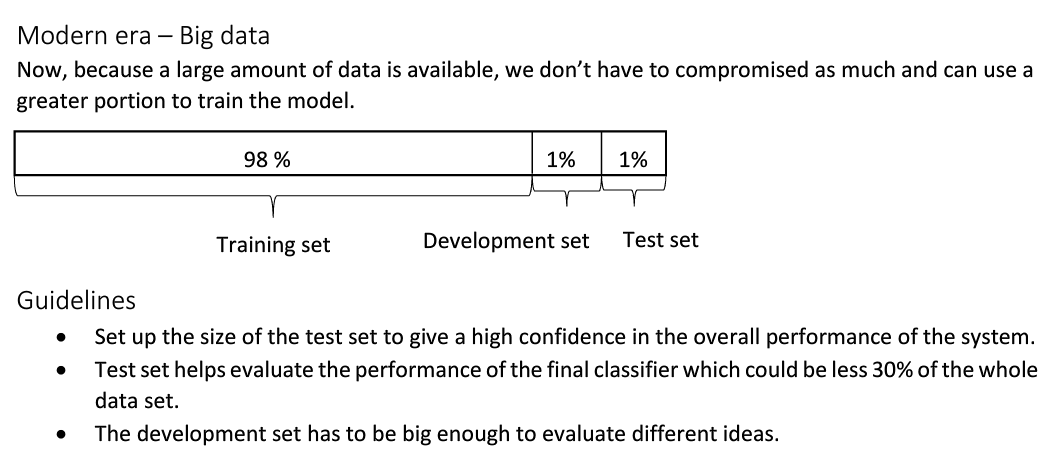 Modern era – Big data
Now, because a large amount of data is available, we don’t have to compromised as much and can use a
greater portion to train the model.
98 % 1% 1%
Training set Development set Test set
Guidelines
• Set up the size of the test set to give a high confidence in the overall performance of the system.
• Test set helps evaluate the performance of the final classifier which could be less 30% of the whole
data set.
• The development set has to be big enough to evaluate different ideas.